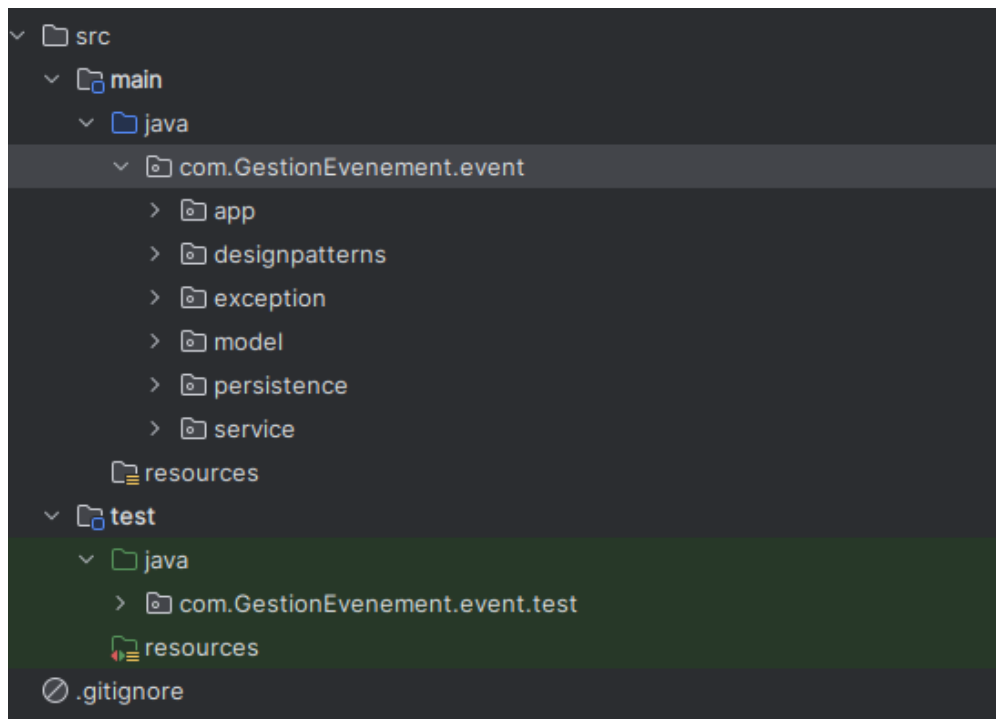 src
main
java
com.GestionEvenement.event
app
designpatterns
exception
model
persistence
service
resources
test
java
com.GestionEvenement.event.test
resources
.gitignore